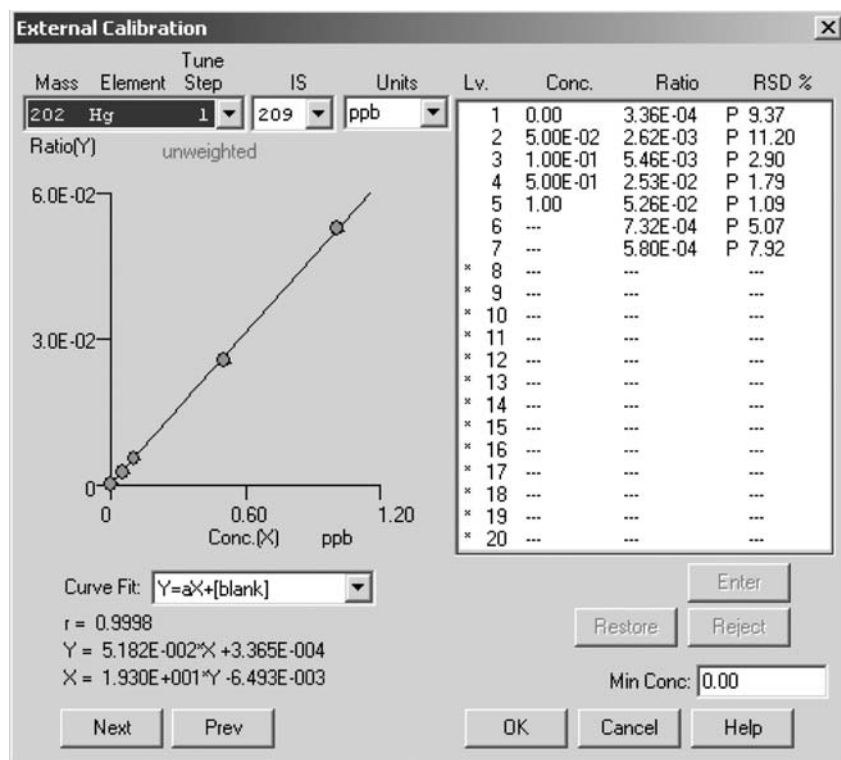 External Calibration
Tune
Mass Element Step IS Units
202 Hg 1 209 ppb
Ratio(Y) unweighted
6.0E-02
3.0E-02
0
0 0.60 1.20
Conc.(X) ppb
Lv. Conc. Ratio RSD %
1 0.00 3.36E-04 P 9.37
2 5.00E-02 2.62E-03 P 11.20
3 1.00E-01 5.46E-03 P 2.90
4 5.00E-01 2.53E-02 P 1.79
5 1.00 5.26E-02 P 1.09
6 --- 7.32E-04 P 5.07
7 --- 5.80E-04 P 7.92
* 8 --- --- ---
* 9 --- --- ---
* 10 --- --- ---
* 11 --- --- ---
* 12 --- --- ---
* 13 --- --- ---
* 14 --- --- ---
* 15 --- --- ---
* 16 --- --- ---
* 17 --- --- ---
* 18 --- --- ---
* 19 --- --- ---
* 20 --- --- ---
Curve Fit: Y=aX+[blank]
r = 0.9998
Y = 5.182E-002*X +3.365E-004
X = 1.930E+001*Y -6.493E-003
Enter
Restore Reject
Min Conc: 0.00
Next Prev OK Cancel Help